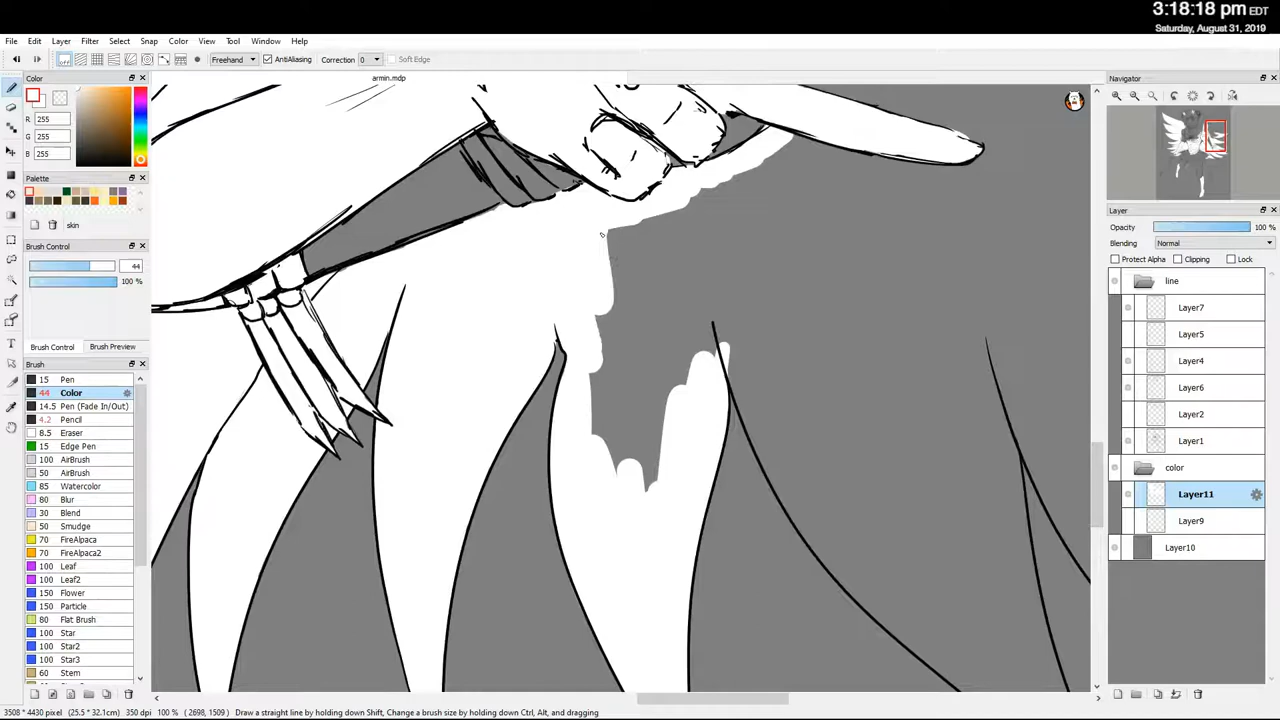 3:18:18 pm EDT
Saturday, August 31, 2019
File Edit Layer Filter Select Snap Color View Tool Window Help
off Freehand AntiAliasing Correction 0 Soft Edge
Color
armin.mdp
Navigator
R 255
G 255
B 255
Palette
skin
Layer
Opacity 100 %
Blending Normal
Protect Alpha Clipping Lock
Brush Control
44
100 %
Brush Control Brush Preview
Brush
15 Pen
44 Color
14.5 Pen (Fade In/Out)
4.2 Pencil
8.5 Eraser
15 Edge Pen
100 AirBrush
50 AirBrush
85 Watercolor
80 Blur
30 Blend
50 Smudge
70 FireAlpaca
70 FireAlpaca2
100 Leaf
100 Leaf2
150 Flower
150 Particle
80 Flat Brush
100 Star
100 Star2
100 Star3
60 Stem
line
Layer7
Layer5
Layer4
Layer6
Layer2
Layer1
color
Layer11
Layer9
Layer10
3508 * 4430 pixel (25.5 * 32.1cm) 350 dpi 100 % ( 2698, 1509) Draw a straight line by holding down Shift, Change a brush size by holding down Ctrl, Alt, and dragging